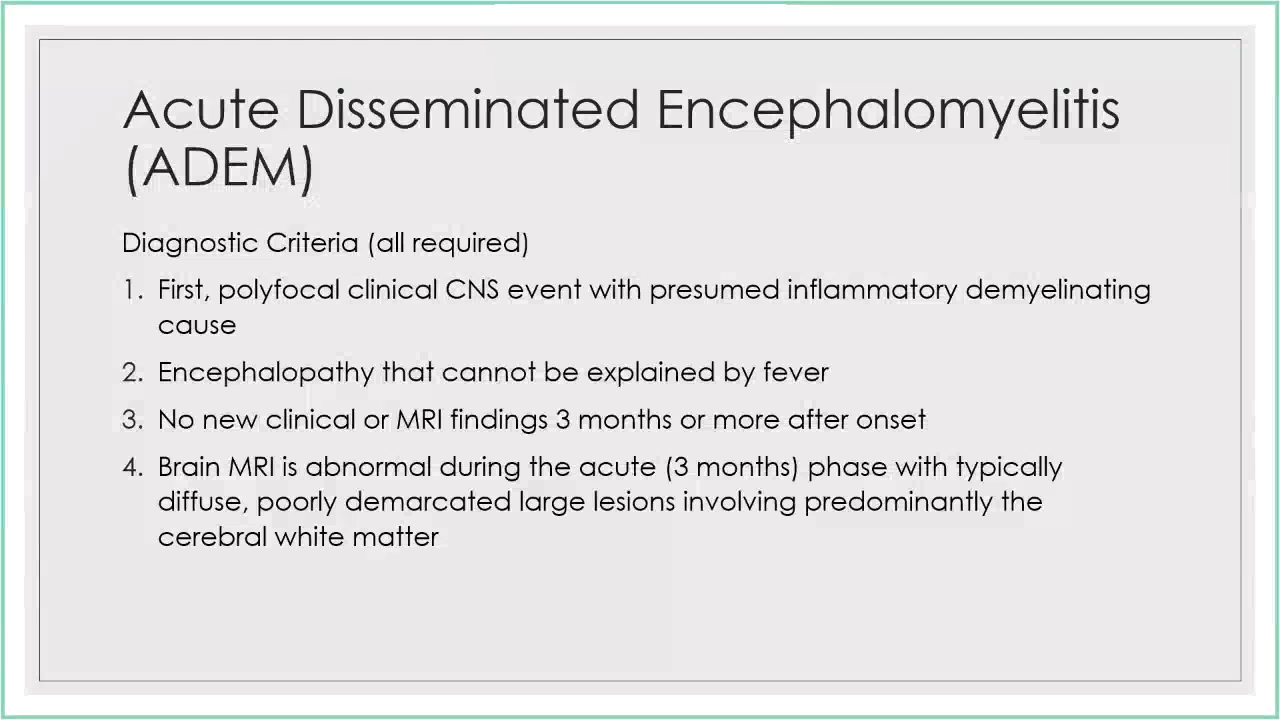 Acute Disseminated Encephalomyelitis
(ADEM)
Diagnostic Criteria (all required)
1. First, polyfocal clinical CNS event with presumed inflammatory demyelinating
cause
2. Encephalopathy that cannot be explained by fever
3. No new clinical or MRI findings 3 months or more after onset
4. Brain MRI is abnormal during the acute (3 months) phase with typically
diffuse, poorly demarcated large lesions involving predominantly the
cerebral white matter